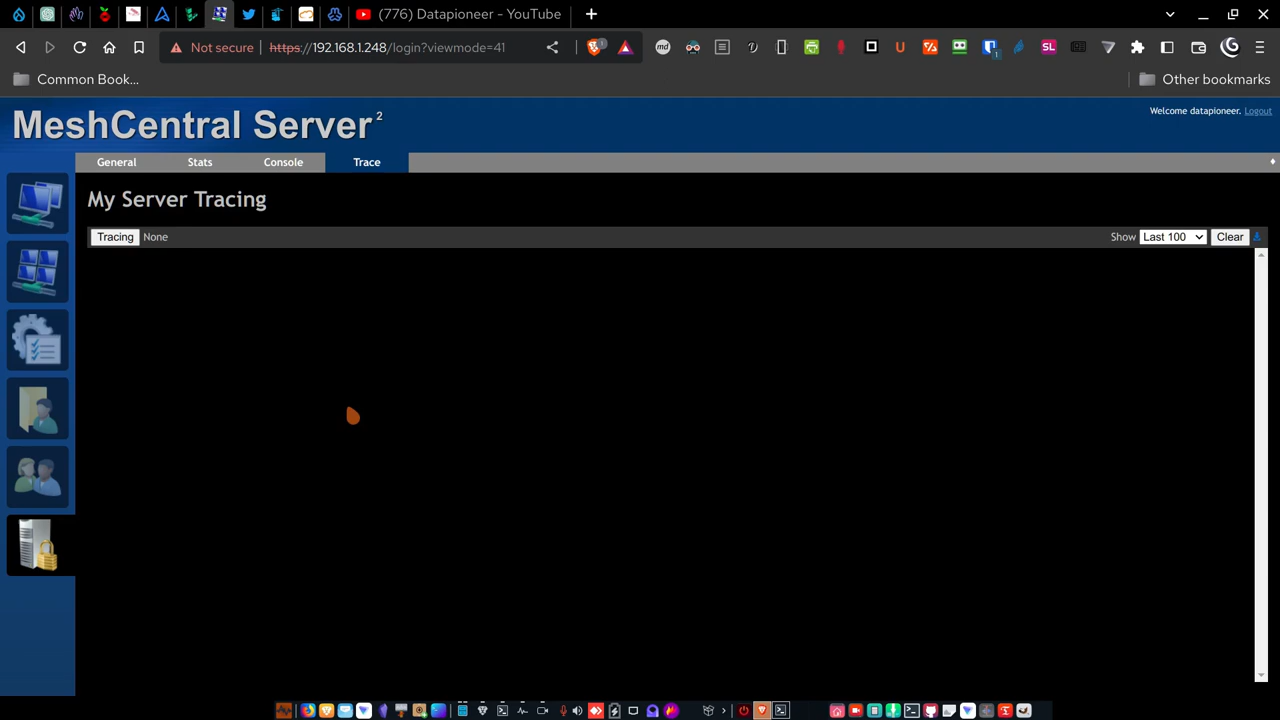 (776) Datapioneer - YouTube
Not secure https://192.168.1.248/login?viewmode=41
Common Book...
Other bookmarks
MeshCentral Server 2
Welcome datapioneer. Logout
General Stats Console Trace
My Server Tracing
Tracing None Show Last 100 Clear